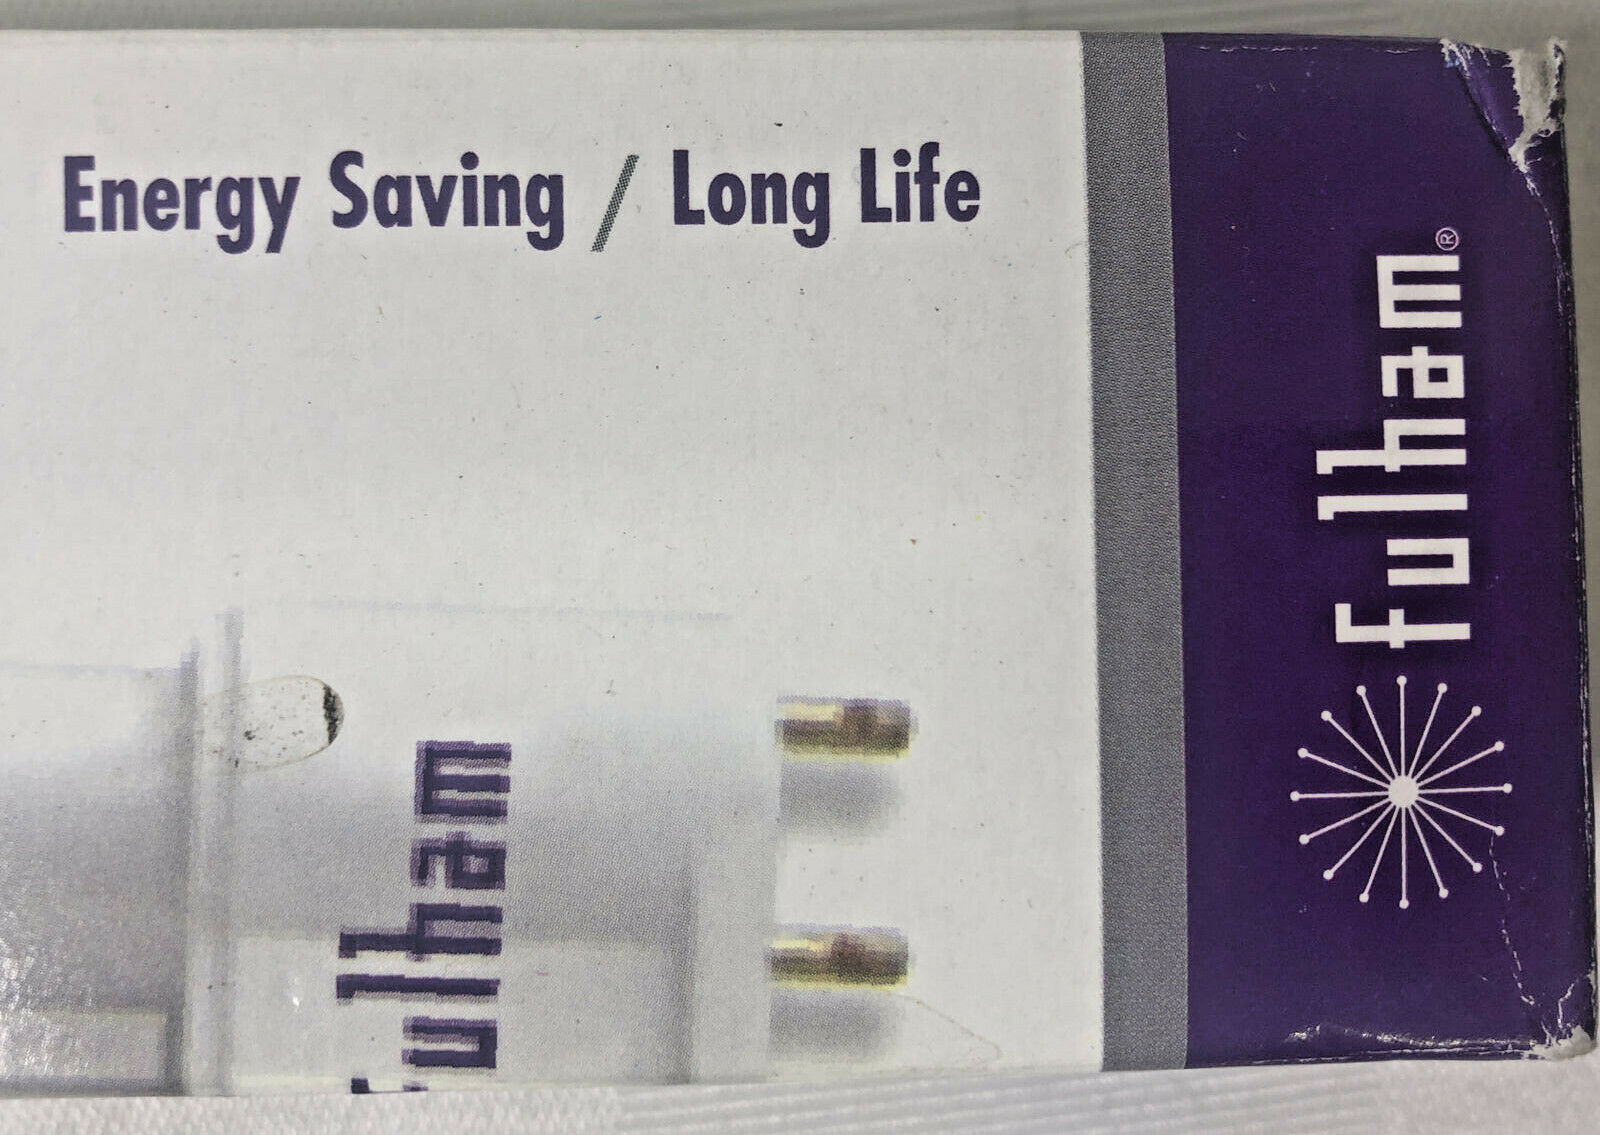 Energy Saving / Long Life
fulham®
fulham